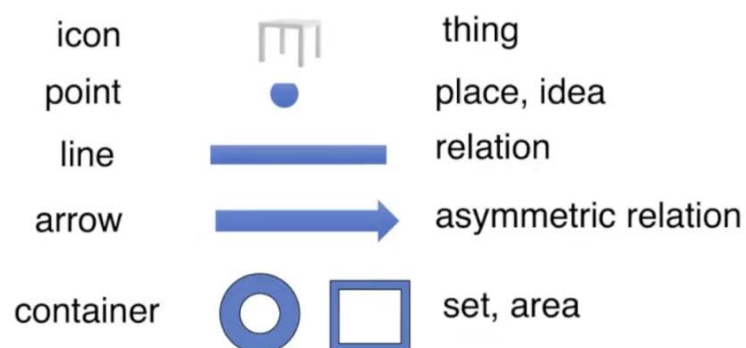 icon thing
point place, idea
line relation
arrow asymmetric relation
container set, area